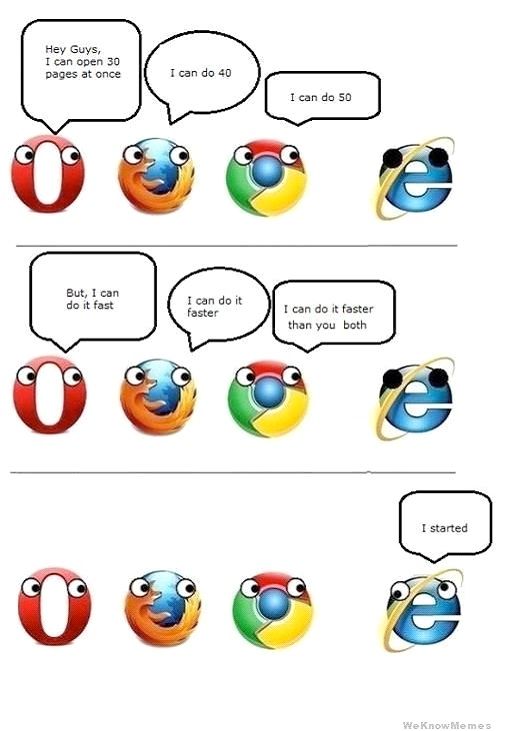 Hey Guys,
I can open 30
pages at once
I can do 40
I can do 50
But, I can
do it fast
I can do it
faster
I can do it faster
than you both
I started
WeKnowMemes